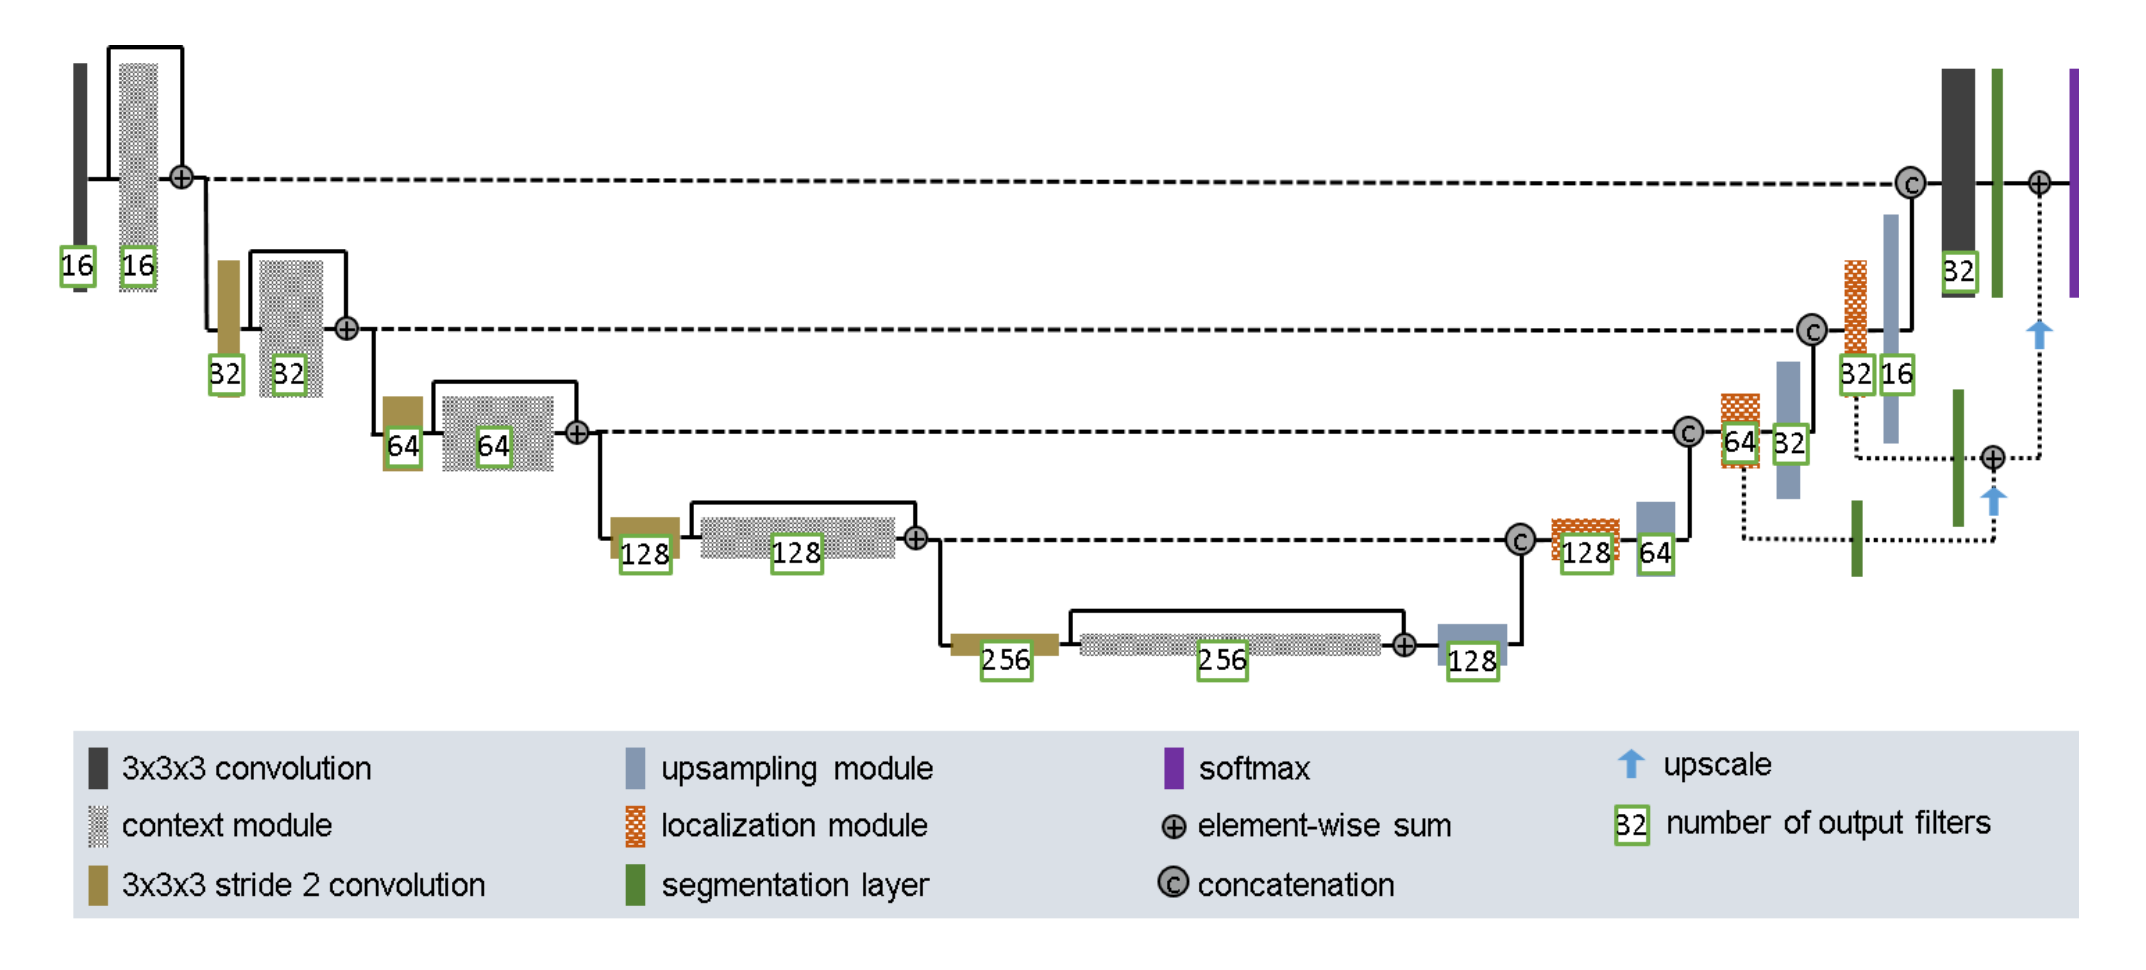 16
16
C
32
32
32
C
32
16
64
64
C
64
32
128
128
C
128
64
256
256
128
3x3x3 convolution
upsampling module
softmax
upscale
context module
localization module
element-wise sum
32 number of output filters
3x3x3 stride 2 convolution
segmentation layer
C concatenation